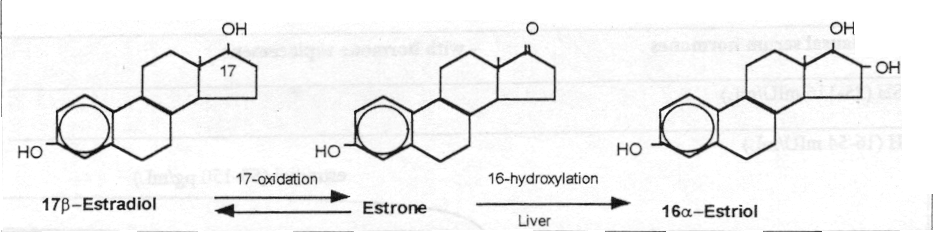 OH
17
HO
17β–Estradiol
17-oxidation
O
HO
Estrone
16-hydroxylation
Liver
OH
OH
HO
16α–Estriol